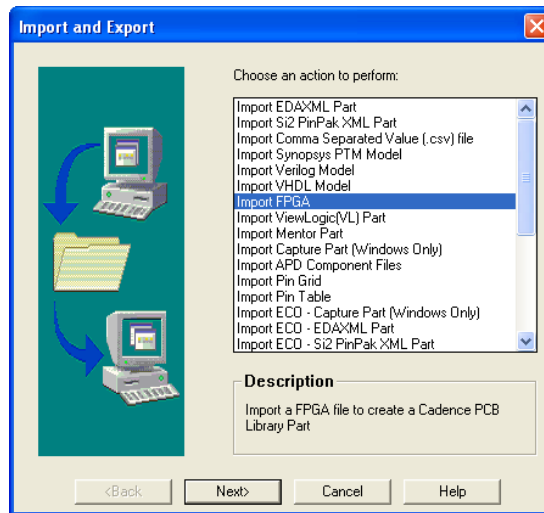 Import and Export
Choose an action to perform:
Import EDAXML Part
Import Si2 PinPak XML Part
Import Comma Separated Value (.csv) file
Import Synopsys PTM Model
Import Verilog Model
Import VHDL Model
Import FPGA
Import ViewLogic(VL) Part
Import Mentor Part
Import Capture Part (Windows Only)
Import APD Component Files
Import Pin Grid
Import Pin Table
Import ECO - Capture Part (Windows Only)
Import ECO - EDAXML Part
Import ECO - Si2 PinPak XML Part
Description
Import a FPGA file to create a Cadence PCB
Library Part
<Back Next> Cancel Help